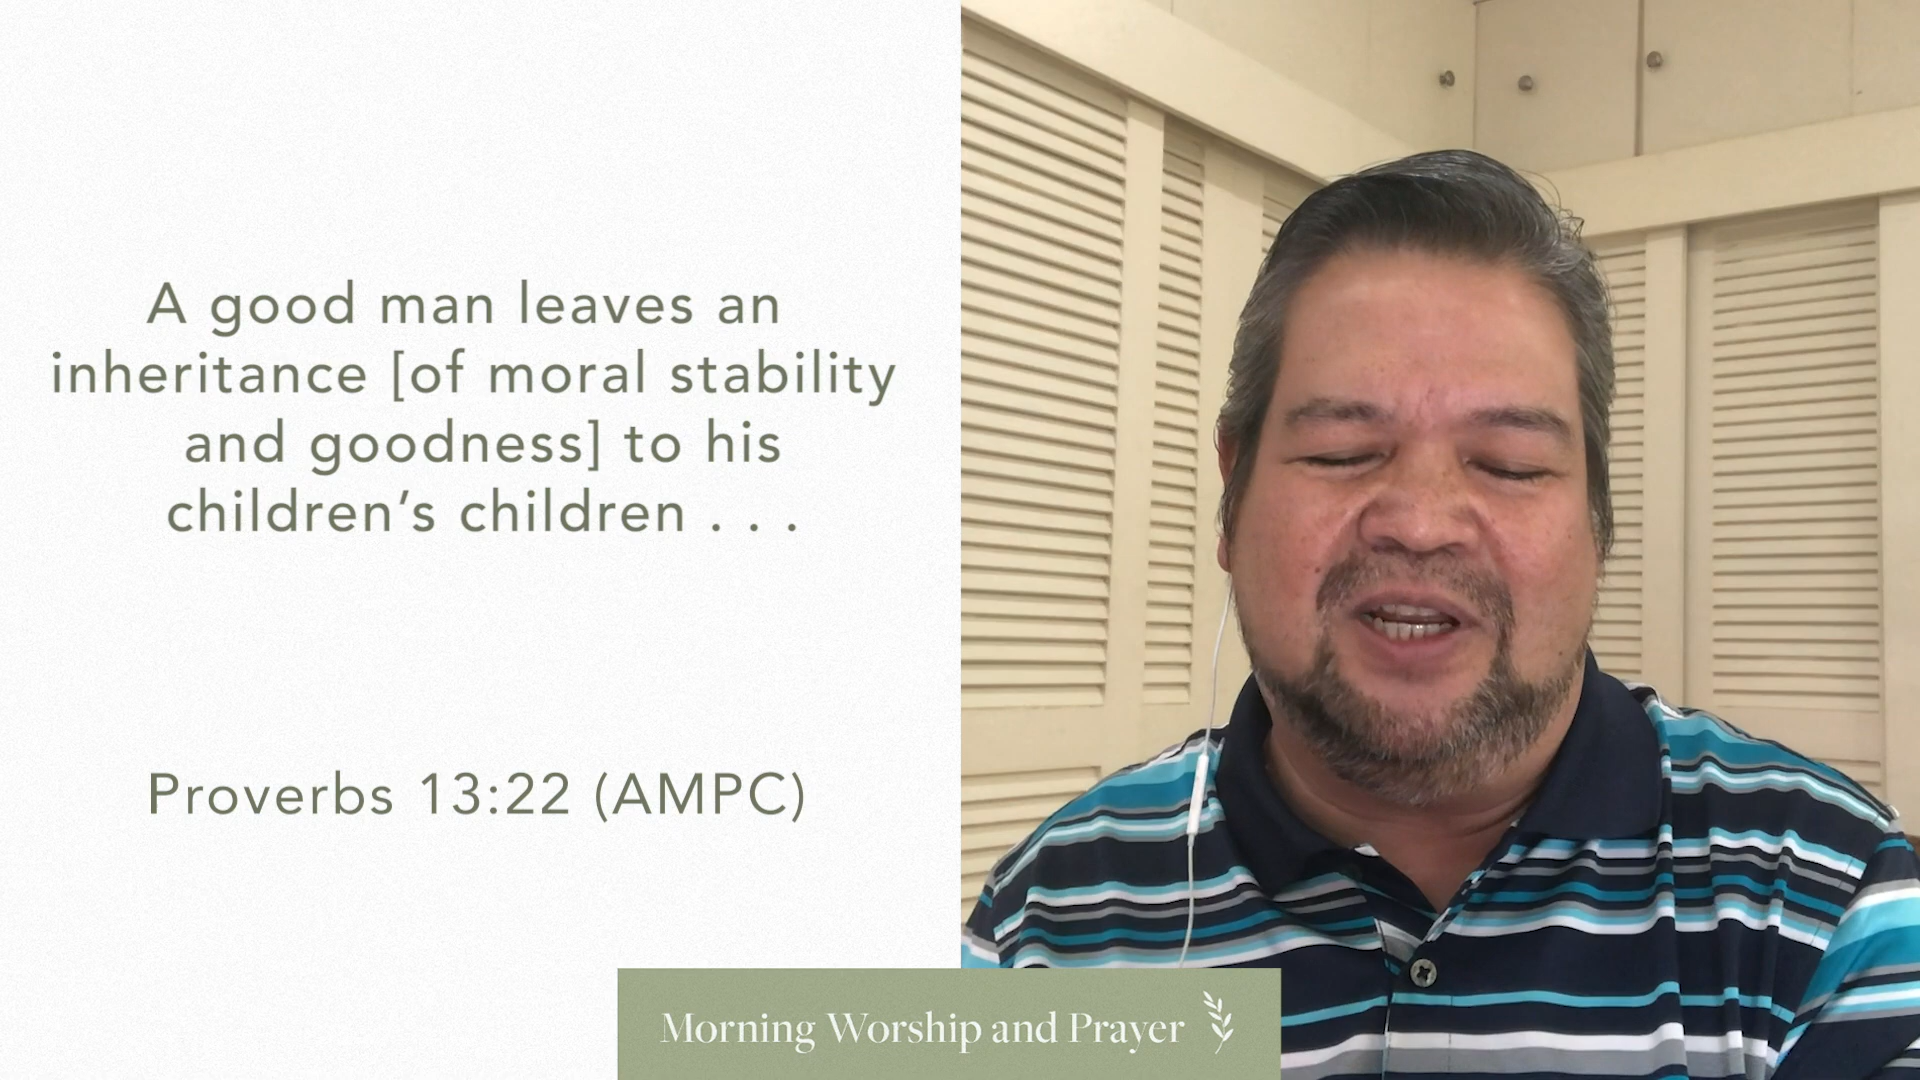 A good man leaves an
inheritance [of moral stability
and goodness] to his
children’s children . . .
Proverbs 13:22 (AMPC)
Morning Worship and Prayer